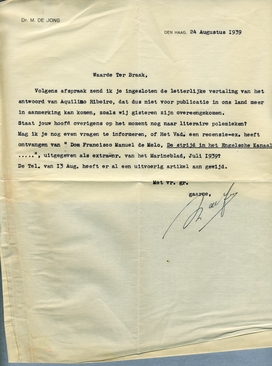 Dr. M. DE JONG
DEN HAAG, 24 Augustus 1939
Waarde Ter Braak,
Volgens afspraak zend ik je ingesloten de letterlijke vertaling van het
antwoord van Aquilino Ribeiro, dat dus niet voor publicatie in ons land meer
in aanmerking kan komen, zoals wij gisteren zijn overeengekomen.
Staat jouw hoofd overigens op het moment nog naar literaire polemieken?
Mag ik je nog even vragen te informeren, of Het Vad. een recensie-ex. heeft
ontvangen van " Dom Francisco Manuel de Melo, De strijd in het Engelsche Kanaal
.....", uitgegeven als extra-nr. van het Marineblad, Juli 1939?
De Tel. van 13 Aug. heeft er al een uitvoerig artikel aan gewijd.
Met vr. gr.
gaarne,